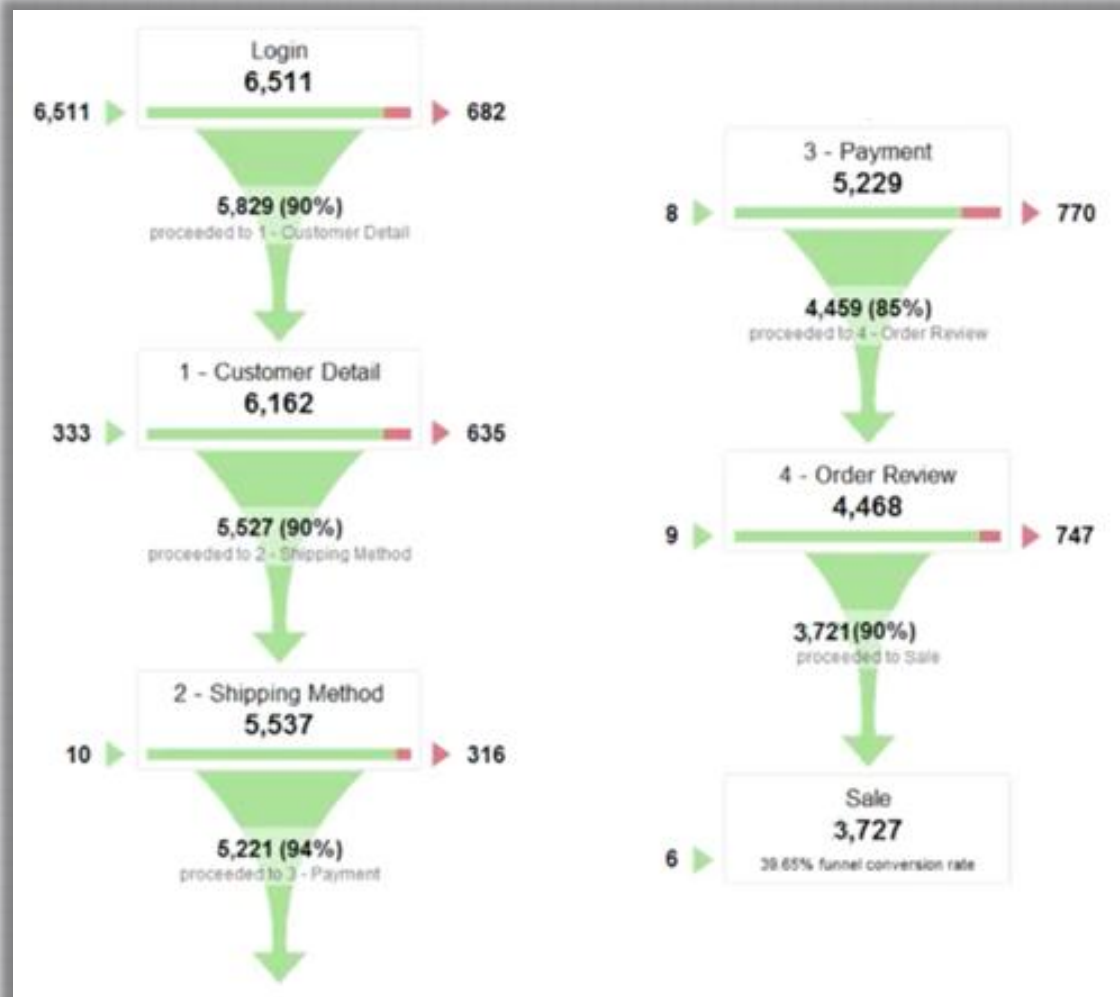 Login
6,511
6,511
682
5,829 (90%)
proceeded to 1 - Customer Detail
1 - Customer Detail
6,162
333
635
5,527 (90%)
proceeded to 2 - Shipping Method
2 - Shipping Method
5,537
10
316
5,221 (94%)
proceeded to 3 - Payment
3 - Payment
5,229
8
770
4,459 (85%)
proceeded to 4 - Order Review
4 - Order Review
4,468
9
747
3,721(90%)
proceeded to Sale
Sale
3,727
6
39.65% funnel conversion rate